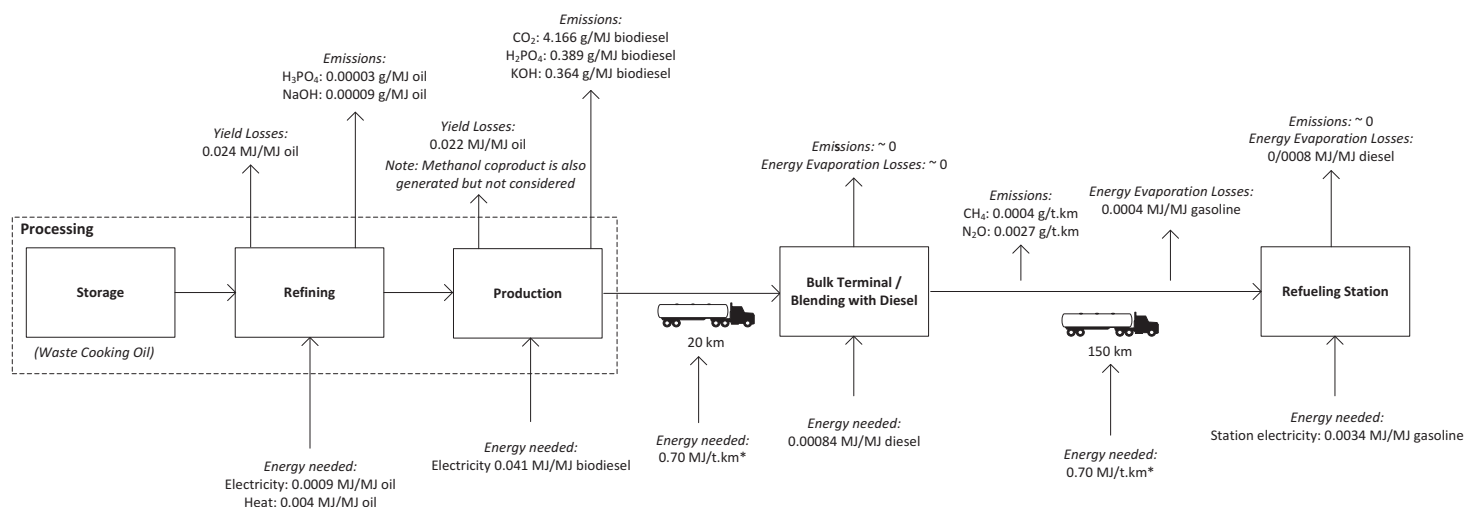 Emissions:
CO₂: 4.166 g/MJ biodiesel
H₂PO₄: 0.389 g/MJ biodiesel
KOH: 0.364 g/MJ biodiesel
Emissions:
H₃PO4: 0.00003 g/MJ oil
NaOH: 0.00009 g/MJ oil
Yield Losses:
0.024 MJ/MJ oil
Yield Losses:
0.022 MJ/MJ oil
Note: Methanol coproduct is also
generated but not considered
Emissions: ~ 0
Energy Evaporation Losses: ~ 0
Emissions:
CH₄: 0.0004 g/t.km
N₂O: 0.0027 g/t.km
Energy Evaporation Losses:
0.0004 MJ/MJ gasoline
Emissions: ~ 0
Energy Evaporation Losses:
0/0008 MJ/MJ diesel
Processing
Storage
(Waste Cooking Oil)
Refining
Production
20 km
Bulk Terminal /
Blending with Diesel
150 km
Refueling Station
Energy needed:
Electricity: 0.0009 MJ/MJ oil
Heat: 0.004 MJ/MJ oil
Energy needed:
Electricity 0.041 MJ/MJ biodiesel
Energy needed:
0.70 MJ/t.km*
Energy needed:
0.00084 MJ/MJ diesel
Energy needed:
0.70 MJ/t.km*
Energy needed:
Station electricity: 0.0034 MJ/MJ gasoline